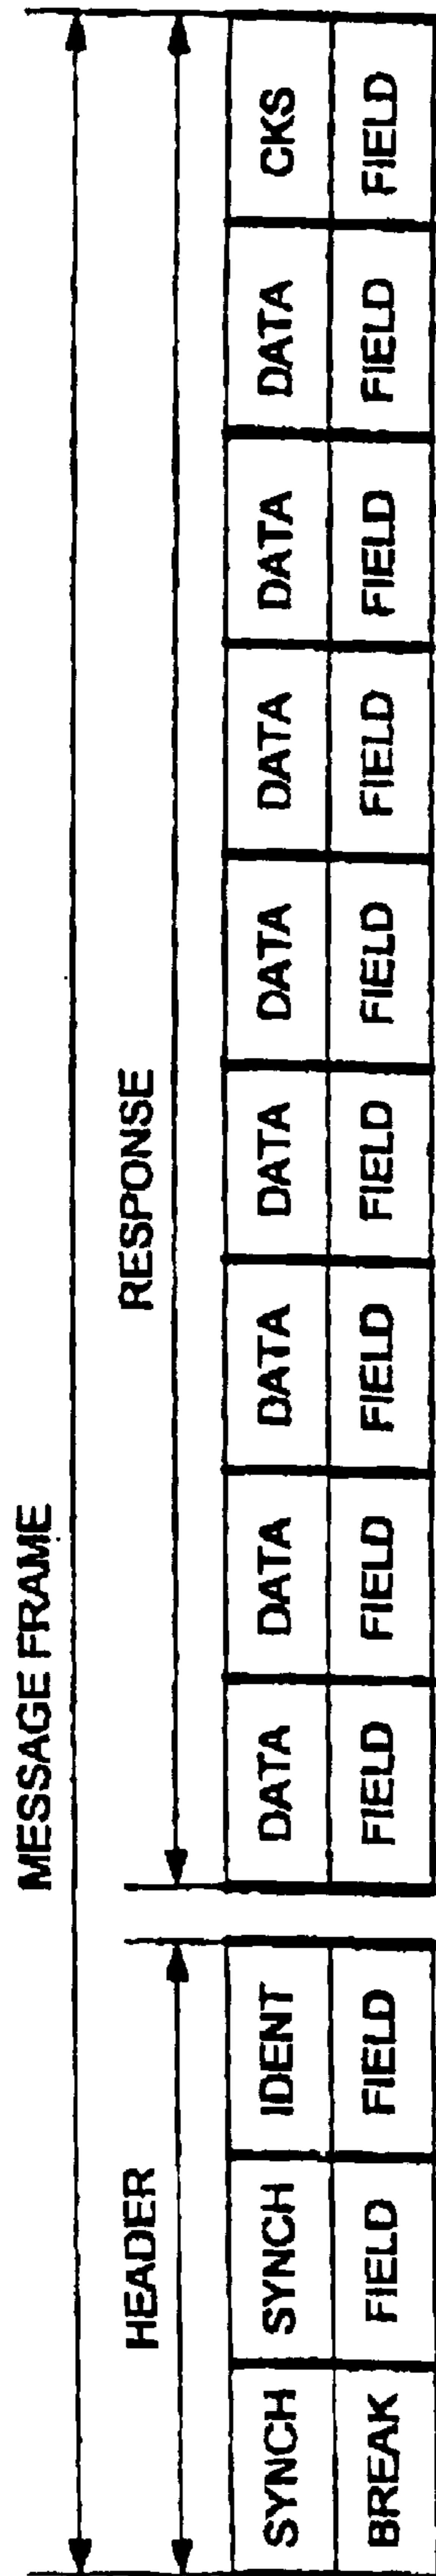 MESSAGE FRAME
HEADER RESPONSE
SYNCH SYNCH IDENT DATA DATA DATA DATA DATA DATA DATA DATA CKS
BREAK FIELD FIELD FIELD FIELD FIELD FIELD FIELD FIELD FIELD FIELD FIELD